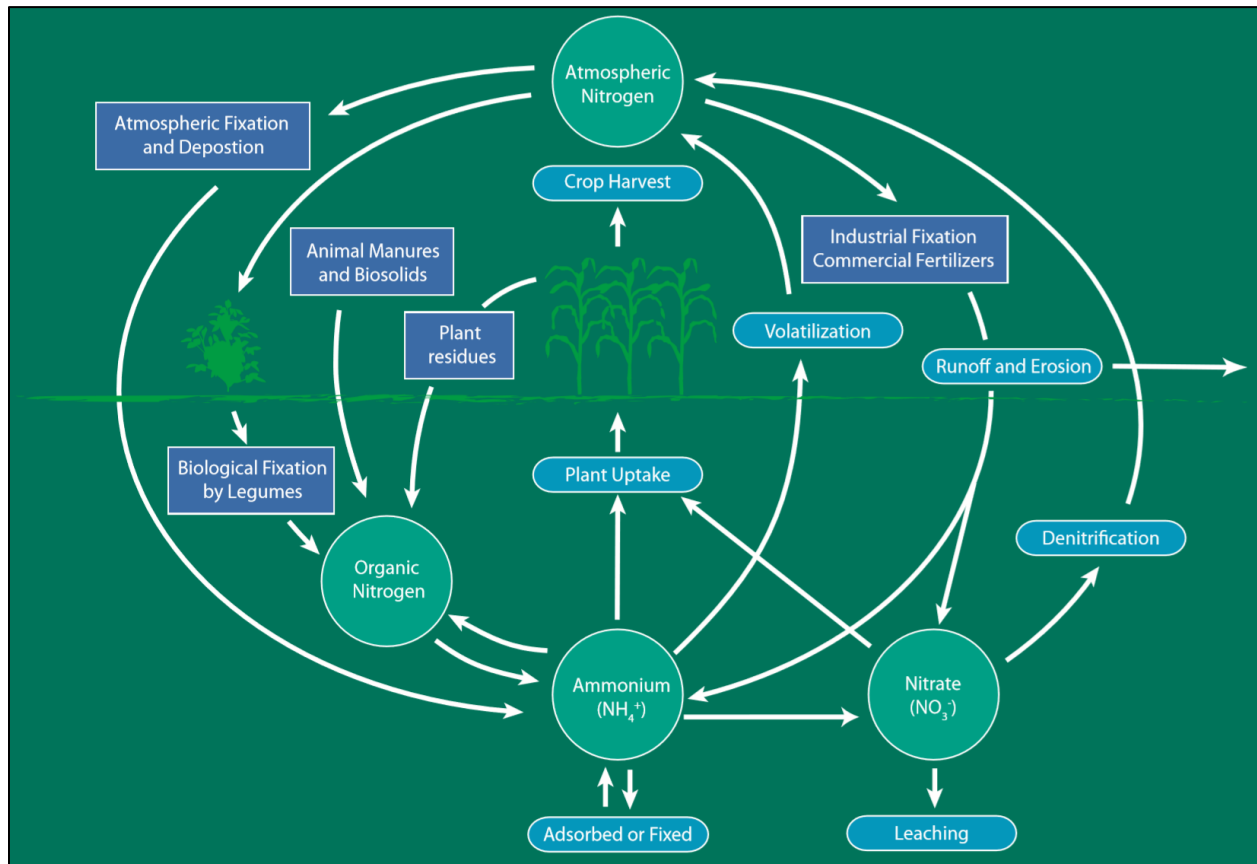 Atmospheric
Nitrogen
Atmospheric Fixation
and Depostion
Crop Harvest
Animal Manures
and Biosolids
Industrial Fixation
Commercial Fertilizers
Plant
residues
Volatilization
Runoff and Erosion
Biological Fixation
by Legumes
Plant Uptake
Denitrification
Organic
Nitrogen
Ammonium
(NH₄⁺)
Nitrate
(NO₃⁻)
Adsorbed or Fixed
Leaching